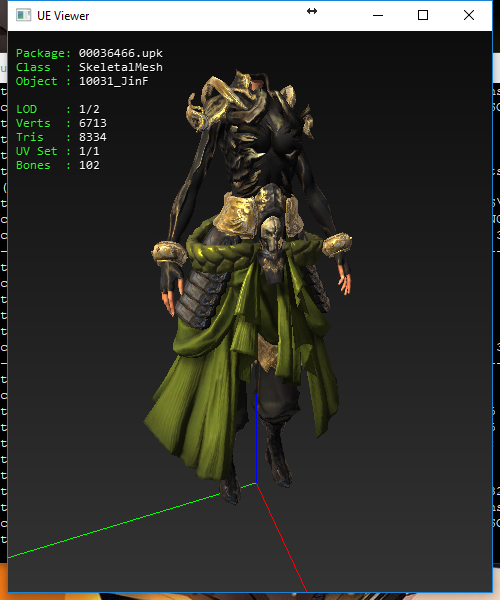 UE Viewer
Package: 00036466.upk
Class  : SkeletalMesh
Object : 10031_JinF
LOD    : 1/2
Verts  : 6713
Tris   : 8334
UV Set : 1/1
Bones  : 102